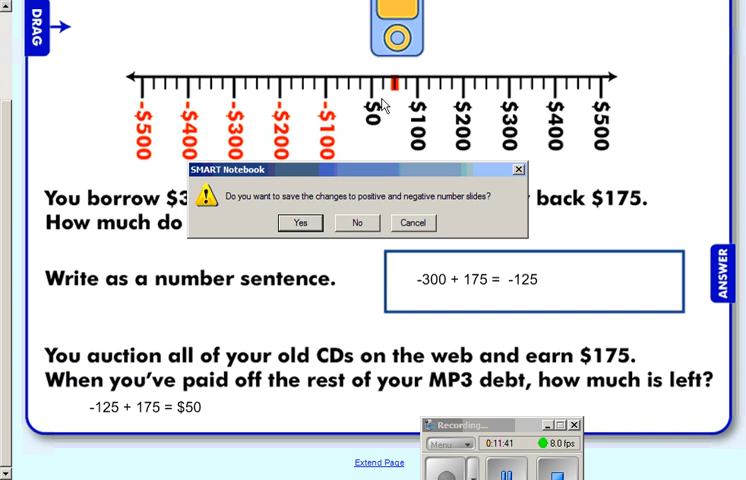 DRAG
-$500 -$400 -$300 -$200 -$100 $0 $100 $200 $300 $400 $500
SMART Notebook
Do you want to save the changes to positive and negative number slides?
Yes No Cancel
You borrow $3 back $175.
How much do
Write as a number sentence.
-300 + 175 = -125
ANSWER
You auction all of your old CDs on the web and earn $175.
When you've paid off the rest of your MP3 debt, how much is left?
-125 + 175 = $50
Recording...
Menu 0:11:41 8.0 fps
Extend Page